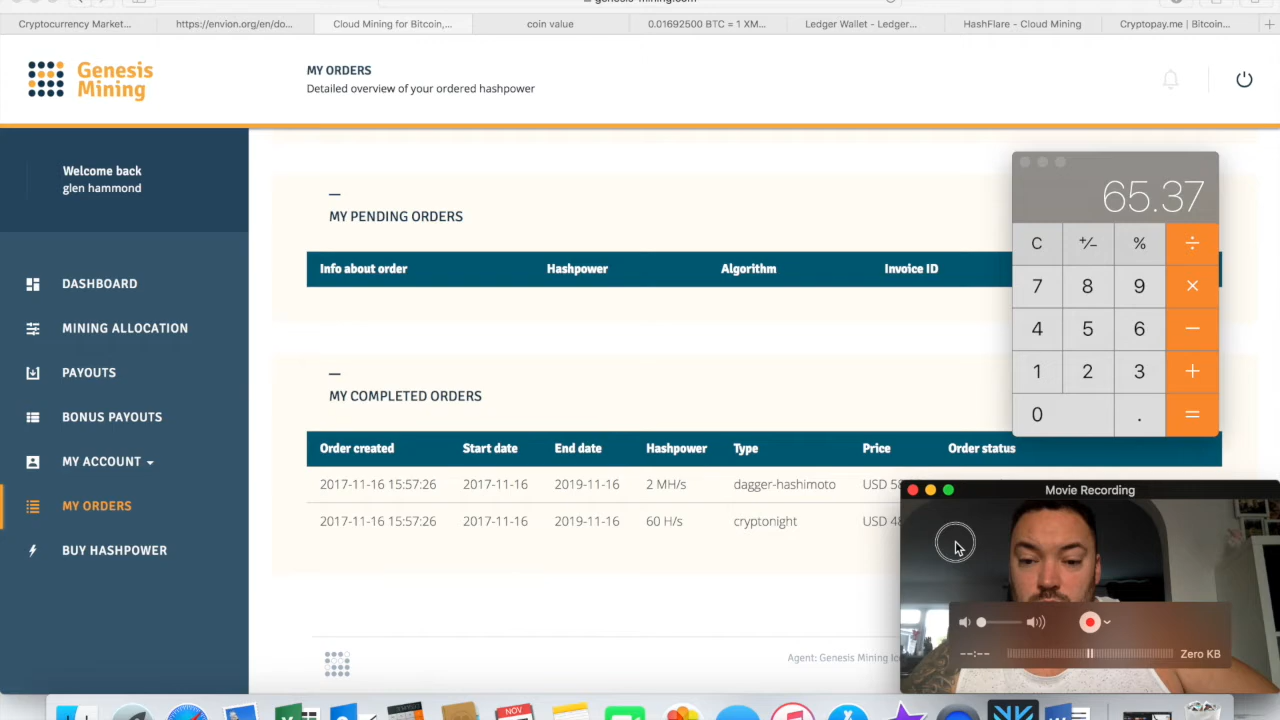 genesis-mining.com
Cryptocurrency Market...
https://envion.org/en/do...
Cloud Mining for Bitcoin,...
coin value
0.01692500 BTC = 1 XM...
Ledger Wallet - Ledger...
HashFlare - Cloud Mining
Cryptopay.me | Bitcoin...
Genesis
Mining
MY ORDERS
Detailed overview of your ordered hashpower
Welcome back
glen hammond
DASHBOARD
MINING ALLOCATION
PAYOUTS
BONUS PAYOUTS
MY ACCOUNT
MY ORDERS
BUY HASHPOWER
MY PENDING ORDERS
Info about order Hashpower Algorithm Invoice ID
MY COMPLETED ORDERS
Order created Start date End date Hashpower Type Price Order status
2017-11-16 15:57:26 2017-11-16 2019-11-16 2 MH/s dagger-hashimoto USD
2017-11-16 15:57:26 2017-11-16 2019-11-16 60 H/s cryptonight USD
Agent: Genesis Mining
65.37
C +/− % ÷
7 8 9 ×
4 5 6 −
1 2 3 +
0 . =
Movie Recording
--:-- Zero KB
NOV